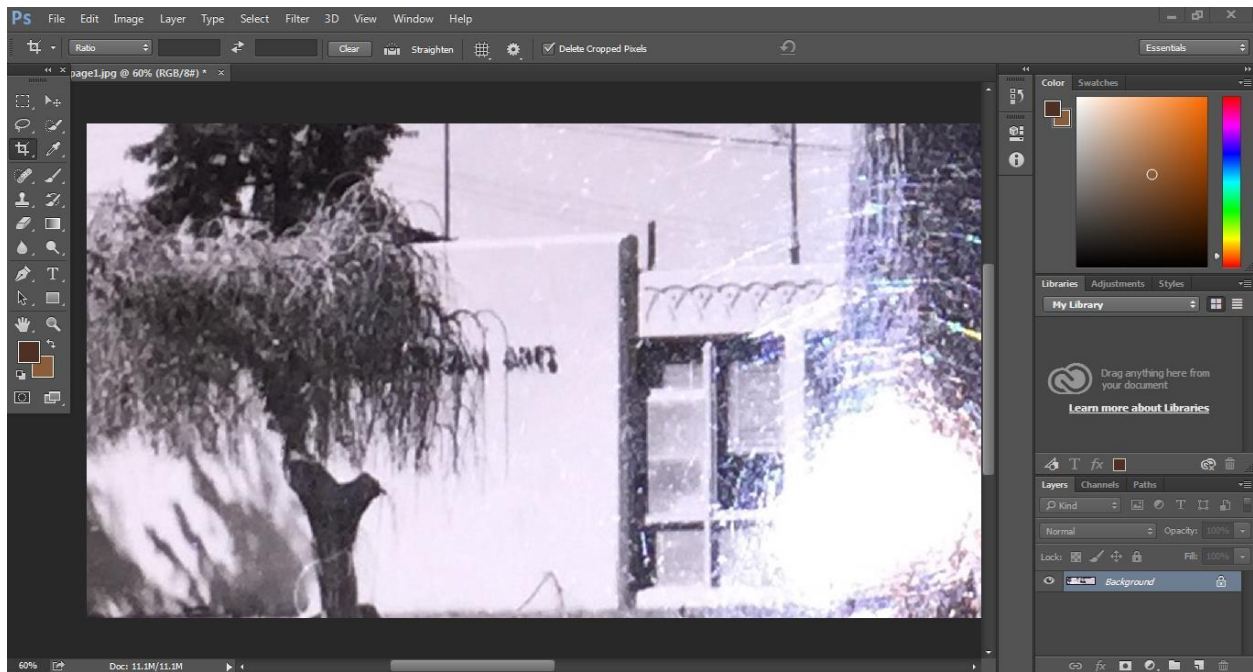 Ps File Edit Image Layer Type Select Filter 3D View Window Help
Ratio Clear Straighten Delete Cropped Pixels Essentials
page1.jpg @ 60% (RGB/8#) * ×
Color Swatches
Libraries Adjustments Styles
My Library
Drag anything here from
your document
Learn more about Libraries
T fx
Layers Channels Paths
Kind T
Normal Opacity: 100%
Lock: Fill: 100%
Background
fx
60% Doc: 11.1M/11.1M